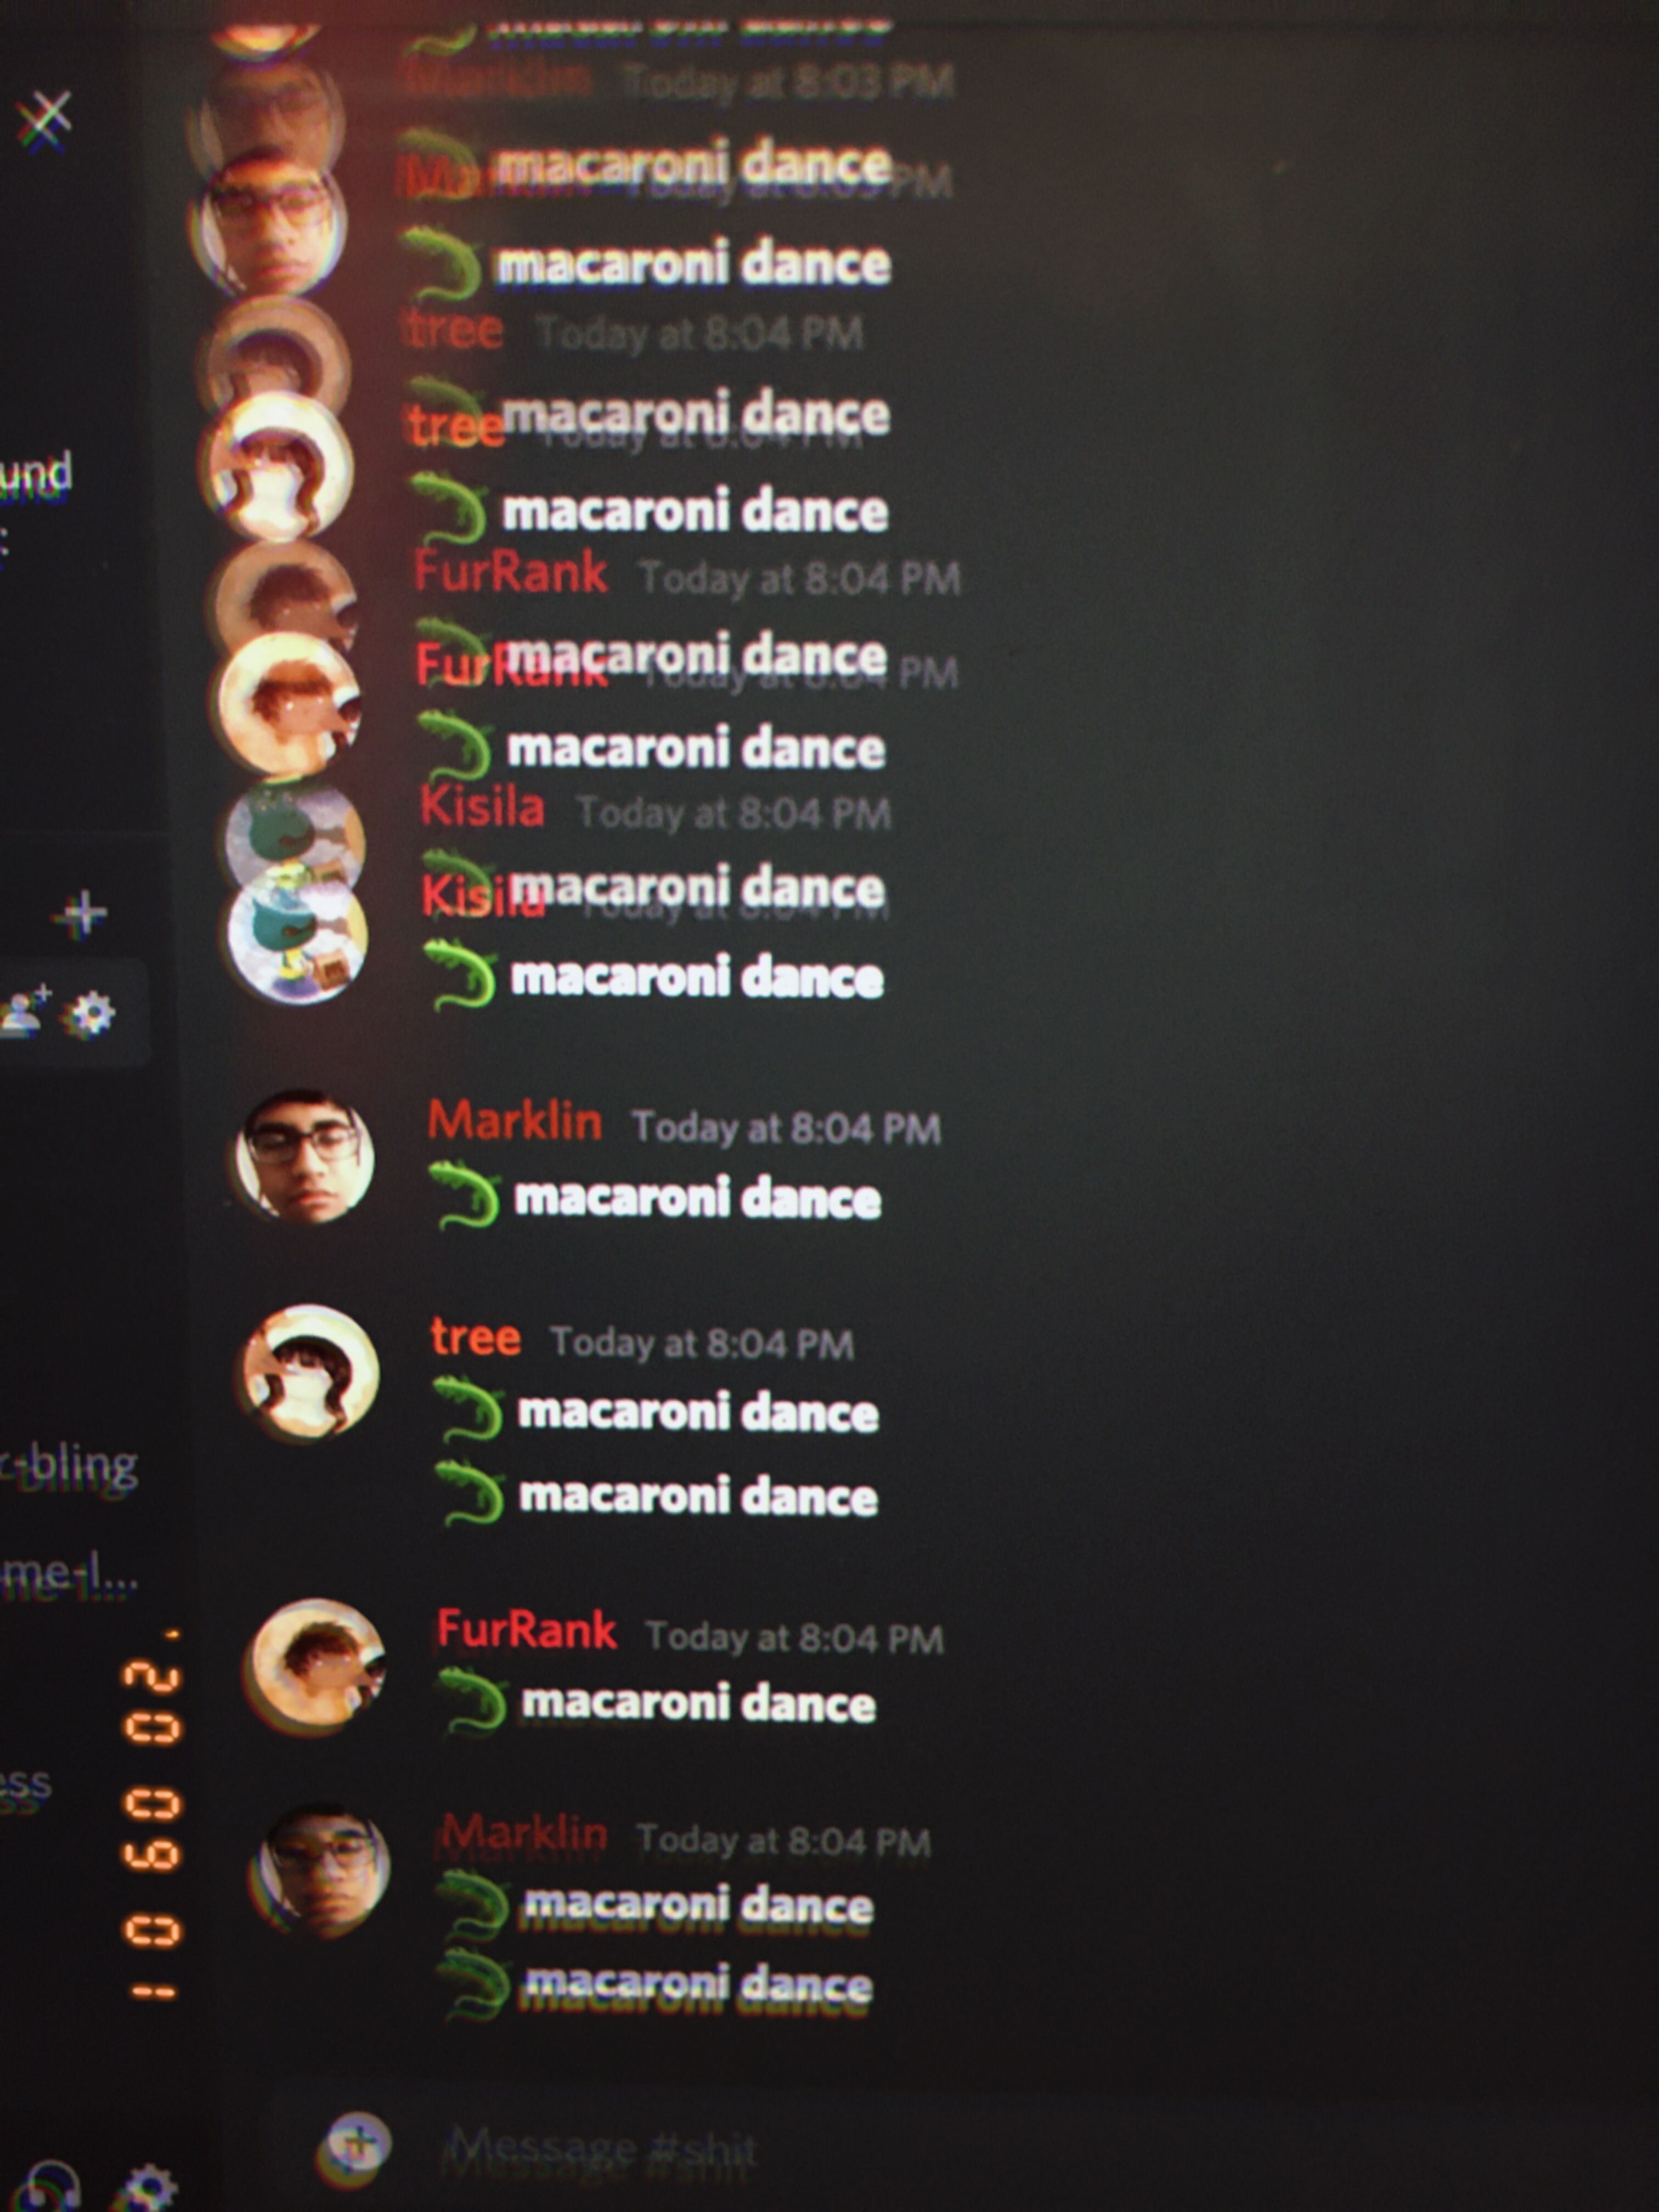 macaroni dance
Marklin Today at 8:03 PM
macaroni dance
Marklin Today at 8:03 PM
macaroni dance
tree Today at 8:04 PM
macaroni dance
tree Today at 8:04 PM
macaroni dance
FurRank Today at 8:04 PM
macaroni dance
FurRank Today at 8:04 PM
macaroni dance
Kisila Today at 8:04 PM
macaroni dance
Kisila Today at 8:04 PM
macaroni dance
Marklin Today at 8:04 PM
macaroni dance
tree Today at 8:04 PM
macaroni dance
macaroni dance
FurRank Today at 8:04 PM
macaroni dance
Marklin Today at 8:04 PM
macaroni dance
macaroni dance
Message #shit
und
:
r-bling
me-l...
ess
'20 06 01